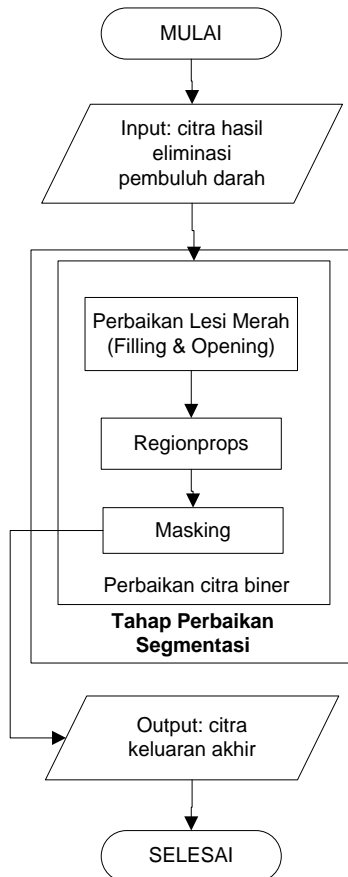 MULAI
Input: citra hasil
eliminasi
pembuluh darah
Perbaikan Lesi Merah
(Filling & Opening)
Regionprops
Masking
Perbaikan citra biner
Tahap Perbaikan
Segmentasi
Output: citra
keluaran akhir
SELESAI